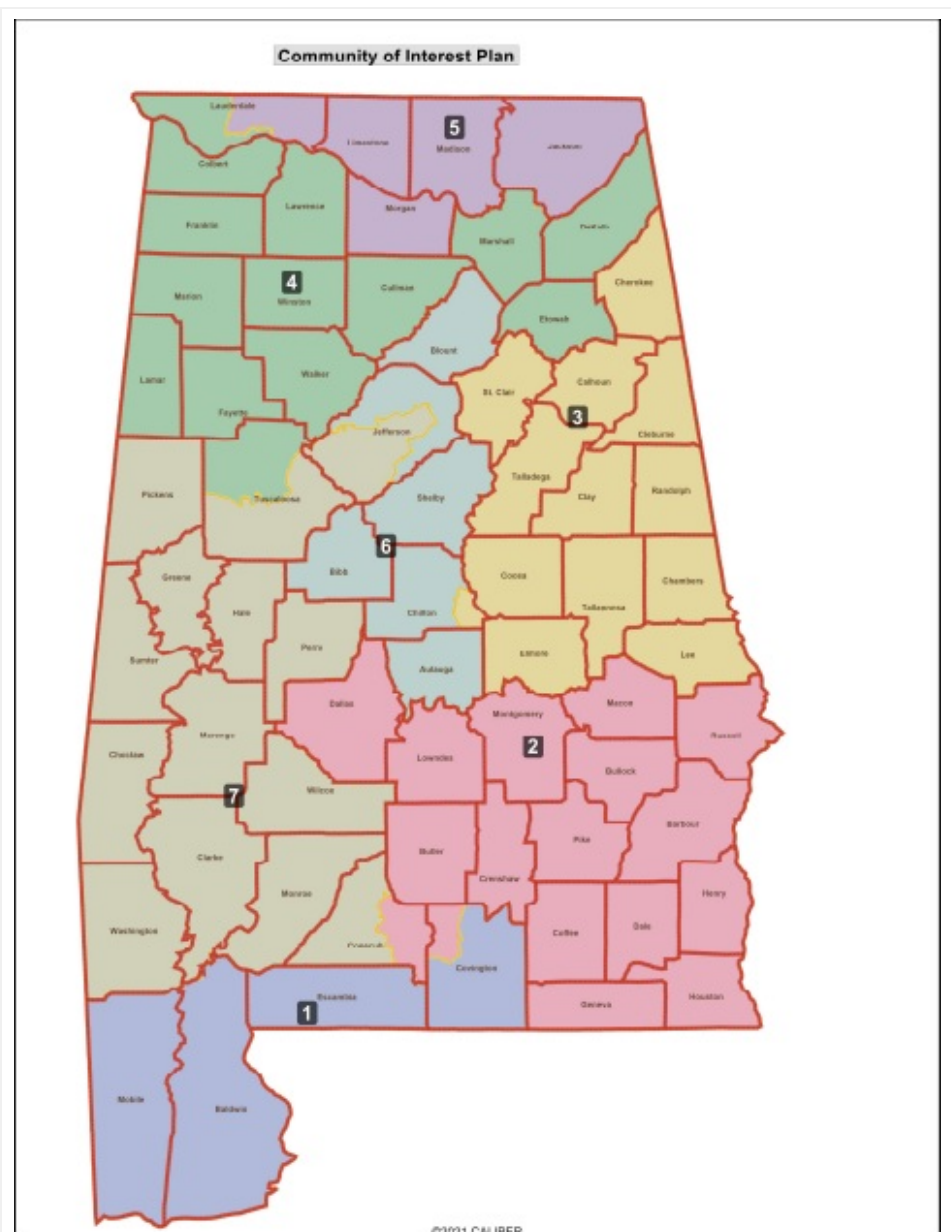 Community of Interest Plan
Lauderdale
Limestone
5
Madison
Jackson
Colbert
Lawrence
Morgan
Franklin
Marshall
DeKalb
4
Marion
Winston
Cullman
Cherokee
Etowah
Blount
Lamar
Walker
St. Clair
Calhoun
Fayette
3
Jefferson
Cleburne
Talladega
Pickens
Tuscaloosa
Shelby
Clay
Randolph
6
Greene
Bibb
Coosa
Chambers
Hale
Chilton
Tallapoosa
Perry
Sumter
Autauga
Elmore
Lee
Dallas
Macon
Montgomery
Marengo
Russell
2
Choctaw
Lowndes
Bullock
7
Wilcox
Barbour
Pike
Butler
Clarke
Crenshaw
Monroe
Henry
Washington
Coffee
Dale
Conecuh
Covington
Escambia
1
Geneva
Houston
Mobile
Baldwin
©2021 CALIPER